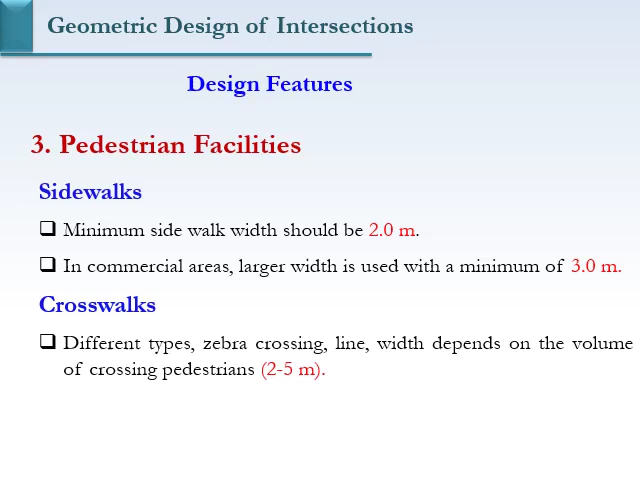 Geometric Design of Intersections
Design Features
3. Pedestrian Facilities
Sidewalks
❑ Minimum side walk width should be 2.0 m.
❑ In commercial areas, larger width is used with a minimum of 3.0 m.
Crosswalks
❑ Different types, zebra crossing, line, width depends on the volume
of crossing pedestrians (2-5 m).